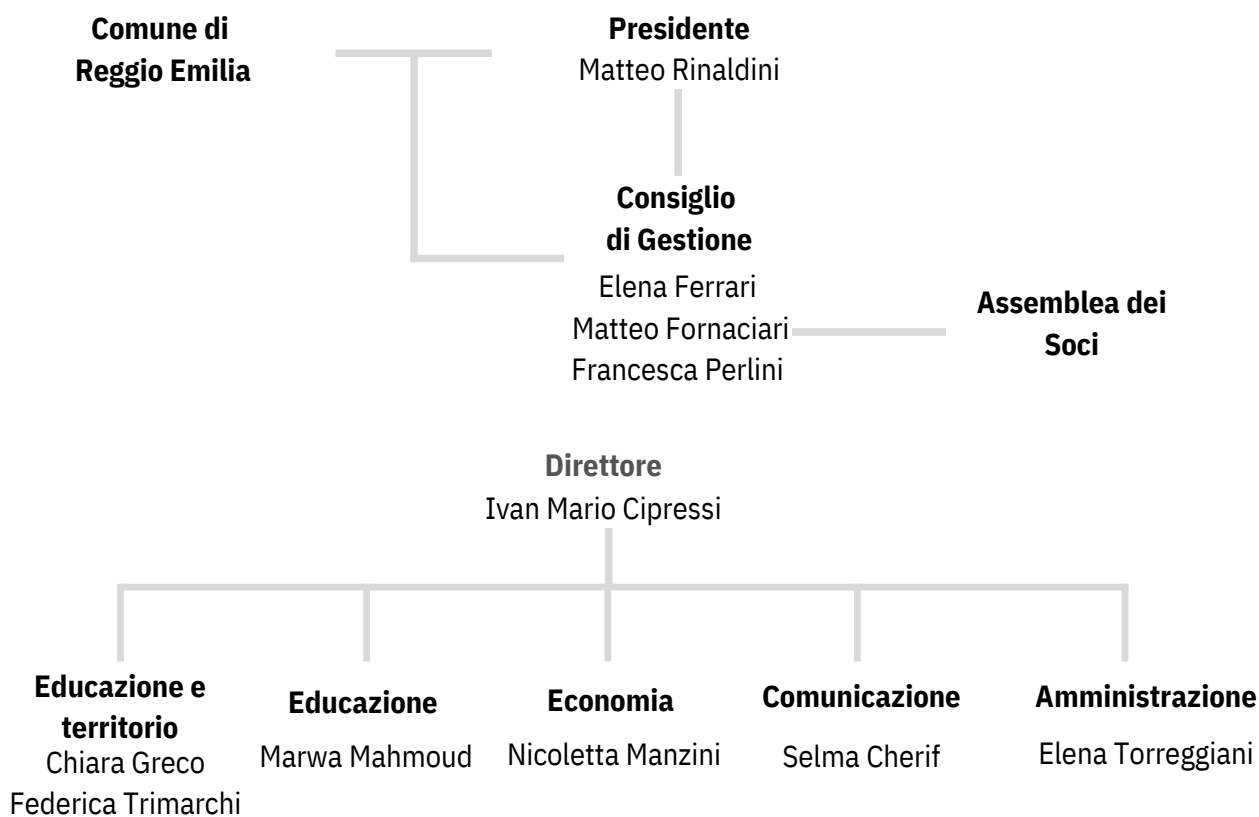 Comune di
Reggio Emilia
Presidente
Matteo Rinaldini
Consiglio
di Gestione
Elena Ferrari
Matteo Fornaciari
Francesca Perlini
Assemblea dei
Soci
Direttore
Ivan Mario Cipressi
Educazione e
territorio
Chiara Greco
Federica Trimarchi
Educazione
Marwa Mahmoud
Economia
Nicoletta Manzini
Comunicazione
Selma Cherif
Amministrazione
Elena Torreggiani